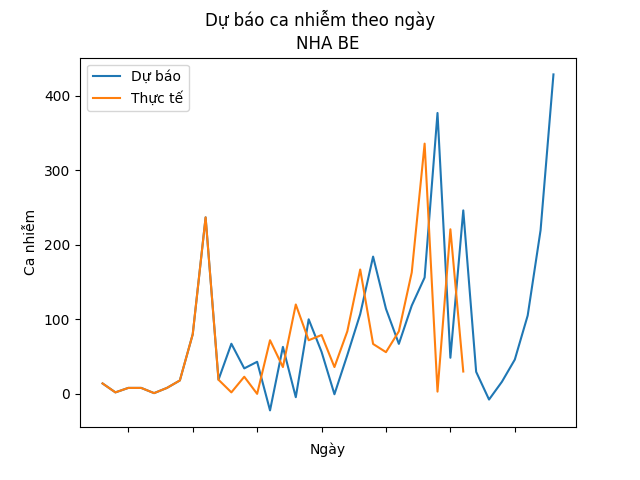 Dự báo ca nhiễm theo ngày
NHA BE
Dự báo
Thực tế
400
300
200
100
0
Ca nhiễm
Ngày